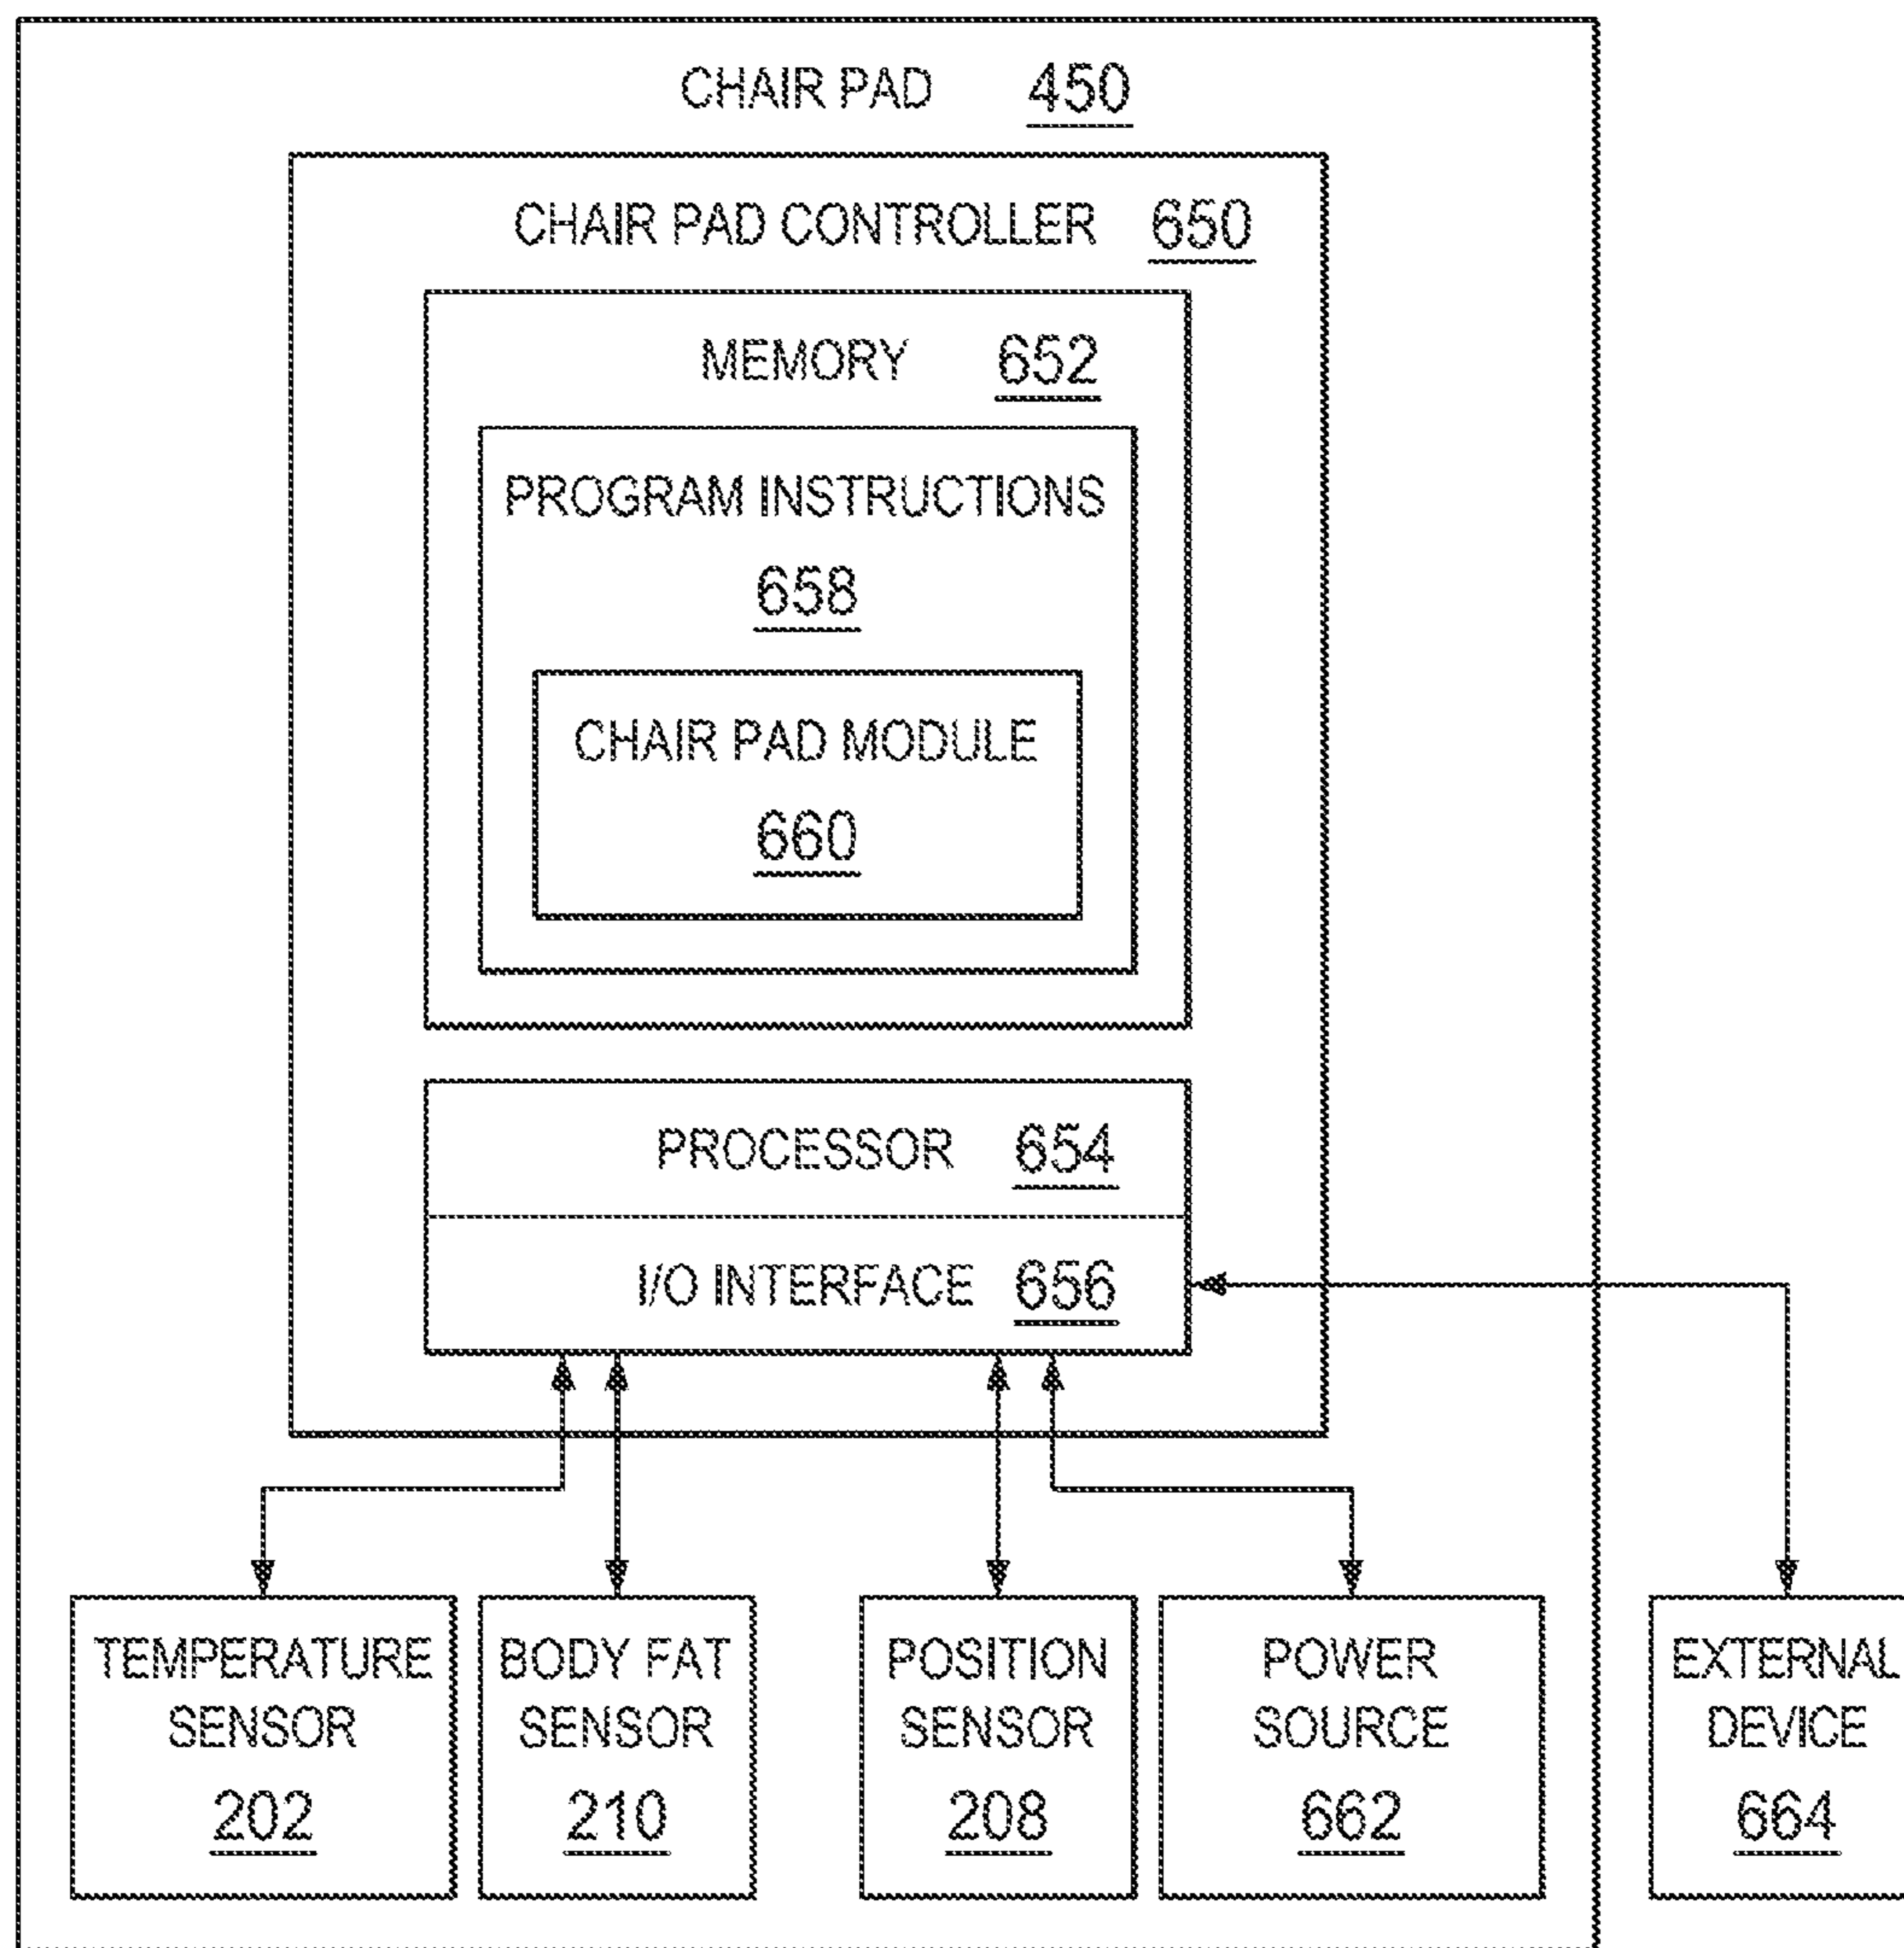 CHAIR PAD 450
CHAIR PAD CONTROLLER 650
MEMORY 652
PROGRAM INSTRUCTIONS
658
CHAIR PAD MODULE
660
PROCESSOR 654
I/O INTERFACE 656
TEMPERATURE
SENSOR
202
BODY FAT
SENSOR
210
POSITION
SENSOR
208
POWER
SOURCE
662
EXTERNAL
DEVICE
664